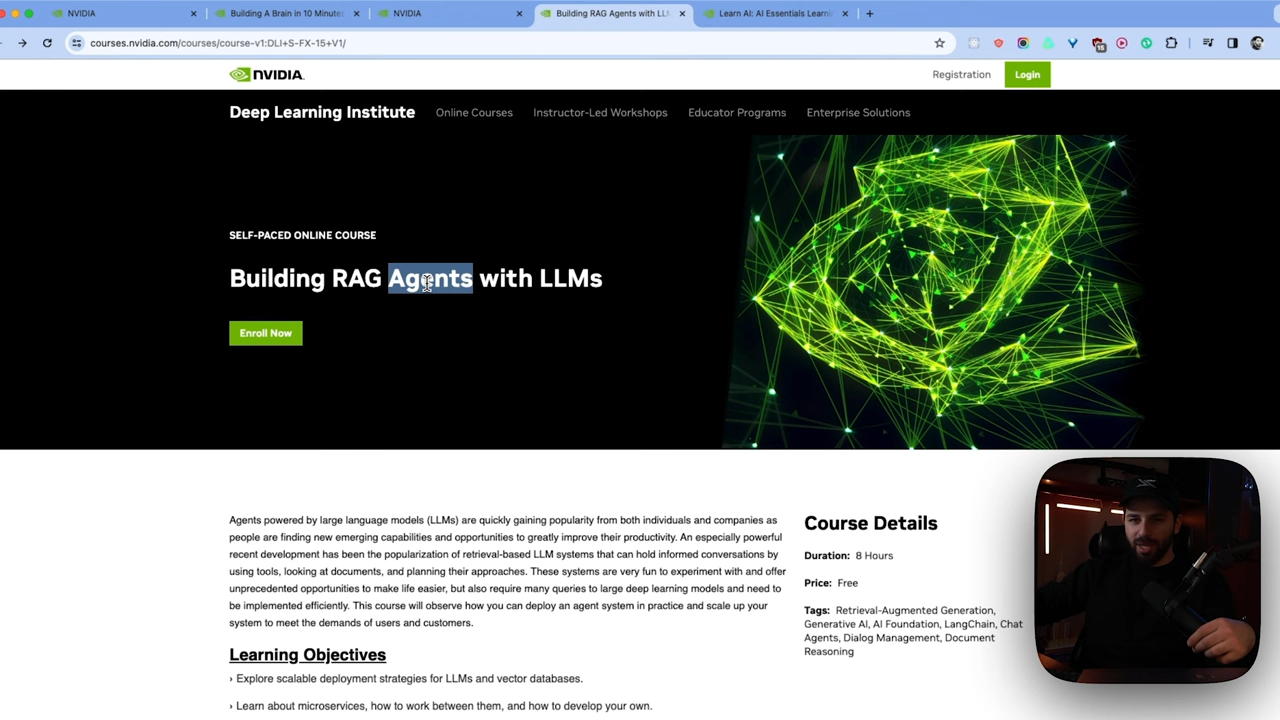 NVIDIA
Building A Brain in 10 Minutes
NVIDIA
Building RAG Agents with LL
Learn AI: AI Essentials Learni
courses.nvidia.com/courses/course-v1:DLI+S-FX-15+V1/
15
NVIDIA.
Registration
Login
Deep Learning Institute
Online Courses
Instructor-Led Workshops
Educator Programs
Enterprise Solutions
SELF-PACED ONLINE COURSE
Building RAG Agents with LLMs
Enroll Now
Agents powered by large language models (LLMs) are quickly gaining popularity from both individuals and companies as
people are finding new emerging capabilities and opportunities to greatly improve their productivity. An especially powerful
recent development has been the popularization of retrieval-based LLM systems that can hold informed conversations by
using tools, looking at documents, and planning their approaches. These systems are very fun to experiment with and offer
unprecedented opportunities to make life easier, but also require many queries to large deep learning models and need to
be implemented efficiently. This course will observe how you can deploy an agent system in practice and scale up your
system to meet the demands of users and customers.
Learning Objectives
› Explore scalable deployment strategies for LLMs and vector databases.
› Learn about microservices, how to work between them, and how to develop your own.
Course Details
Duration: 8 Hours
Price: Free
Tags: Retrieval-Augmented Generation,
Generative AI, AI Foundation, LangChain, Chat
Agents, Dialog Management, Document
Reasoning